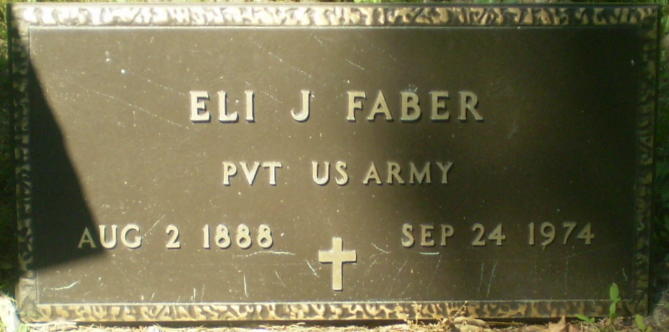 ELI J FABER
PVT US ARMY
AUG 2 1888 SEP 24 1974